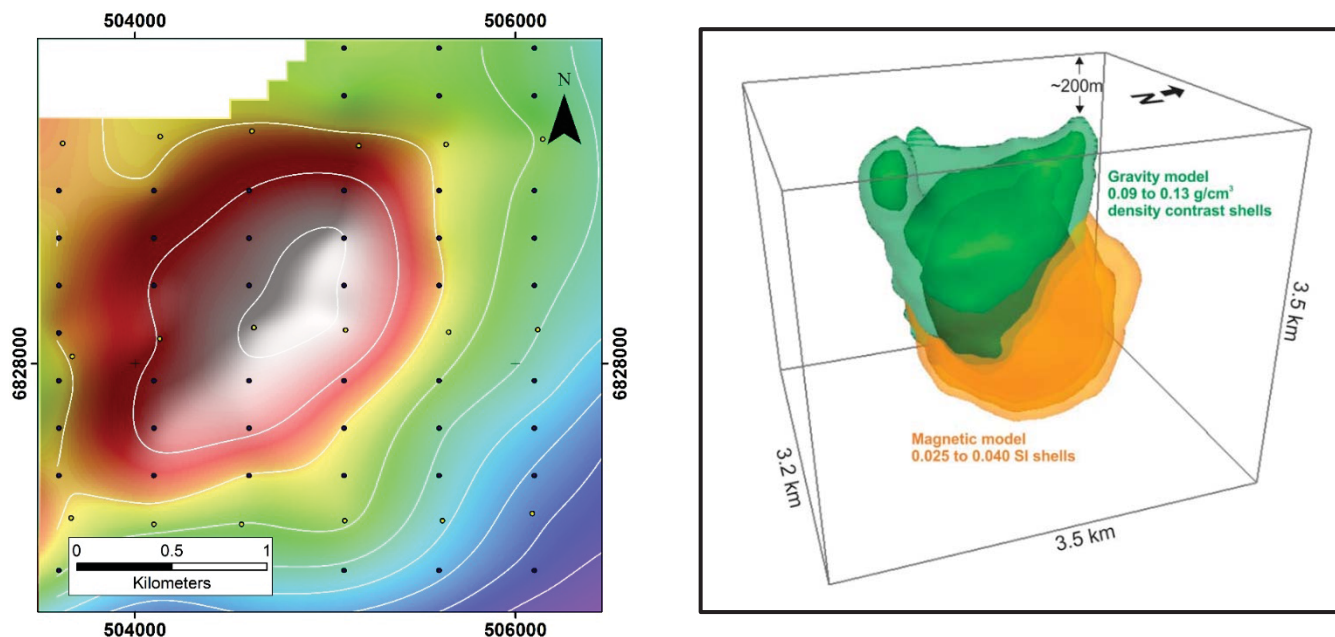 504000
506000
N
6828000
6828000
0 0.5 1
Kilometers
504000
506000
~200m
N
Gravity model
0.09 to 0.13 g/cm³
density contrast shells
3.5 km
Magnetic model
0.025 to 0.040 SI shells
3.2 km
3.5 km